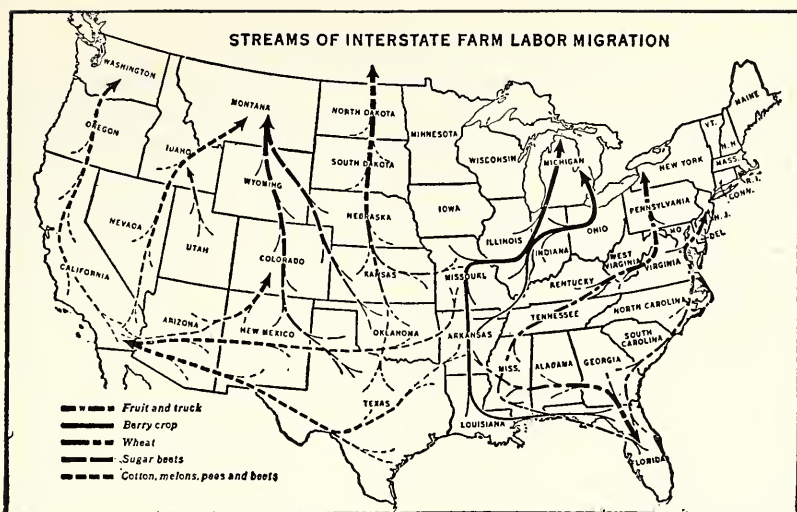 STREAMS OF INTERSTATE FARM LABOR MIGRATION
WASHINGTON
MAINE
MONTANA
NORTH DAKOTA
MINNESOTA
VT.
N.H.
OREGON
IDAHO
SOUTH DAKOTA
WISCONSIN
MICHIGAN
NEW YORK
MASS.
R.I.
CONN.
WYOMING
NEVADA
NEBRASKA
IOWA
PENNSYLVANIA
N.J.
UTAH
ILLINOIS
INDIANA
OHIO
MD
DEL
CALIFORNIA
COLORADO
KANSAS
MISSOURI
WEST VIRGINIA
VIRGINIA
KENTUCKY
ARIZONA
NEW MEXICO
OKLAHOMA
ARKANSAS
TENNESSEE
NORTH CAROLINA
SOUTH CAROLINA
MISS.
ALABAMA
GEORGIA
TEXAS
LOUISIANA
FLORIDA
Fruit and truck
Berry crop
Wheat
Sugar beets
Cotton, melons, peas and beets